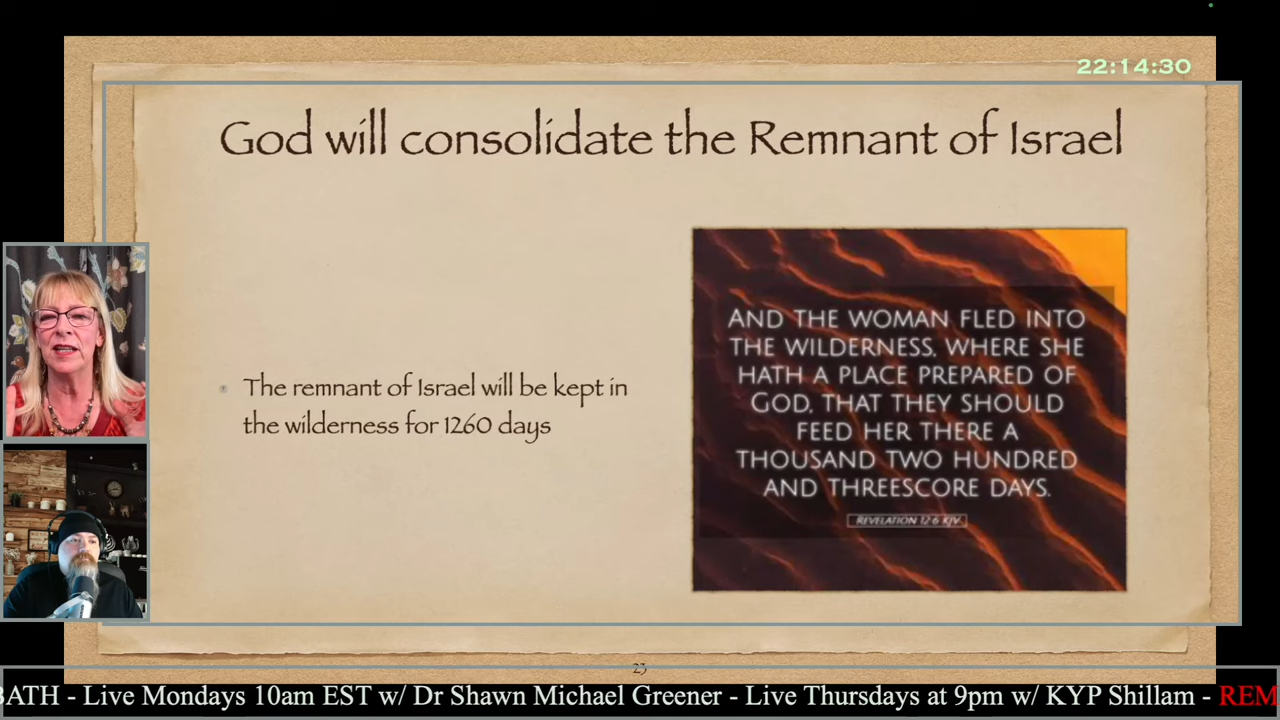 22:14:30
God will consolidate the Remnant of Israel
The remnant of Israel will be kept in
the wilderness for 1260 days
AND THE WOMAN FLED INTO
THE WILDERNESS, WHERE SHE
HATH A PLACE PREPARED OF
GOD, THAT THEY SHOULD
FEED HER THERE A
THOUSAND TWO HUNDRED
AND THREESCORE DAYS.
REVELATION 12:6 KJV
23
BATH - Live Mondays 10am EST w/ Dr Shawn Michael Greener - Live Thursdays at 9pm w/ KYP Shillam - REM